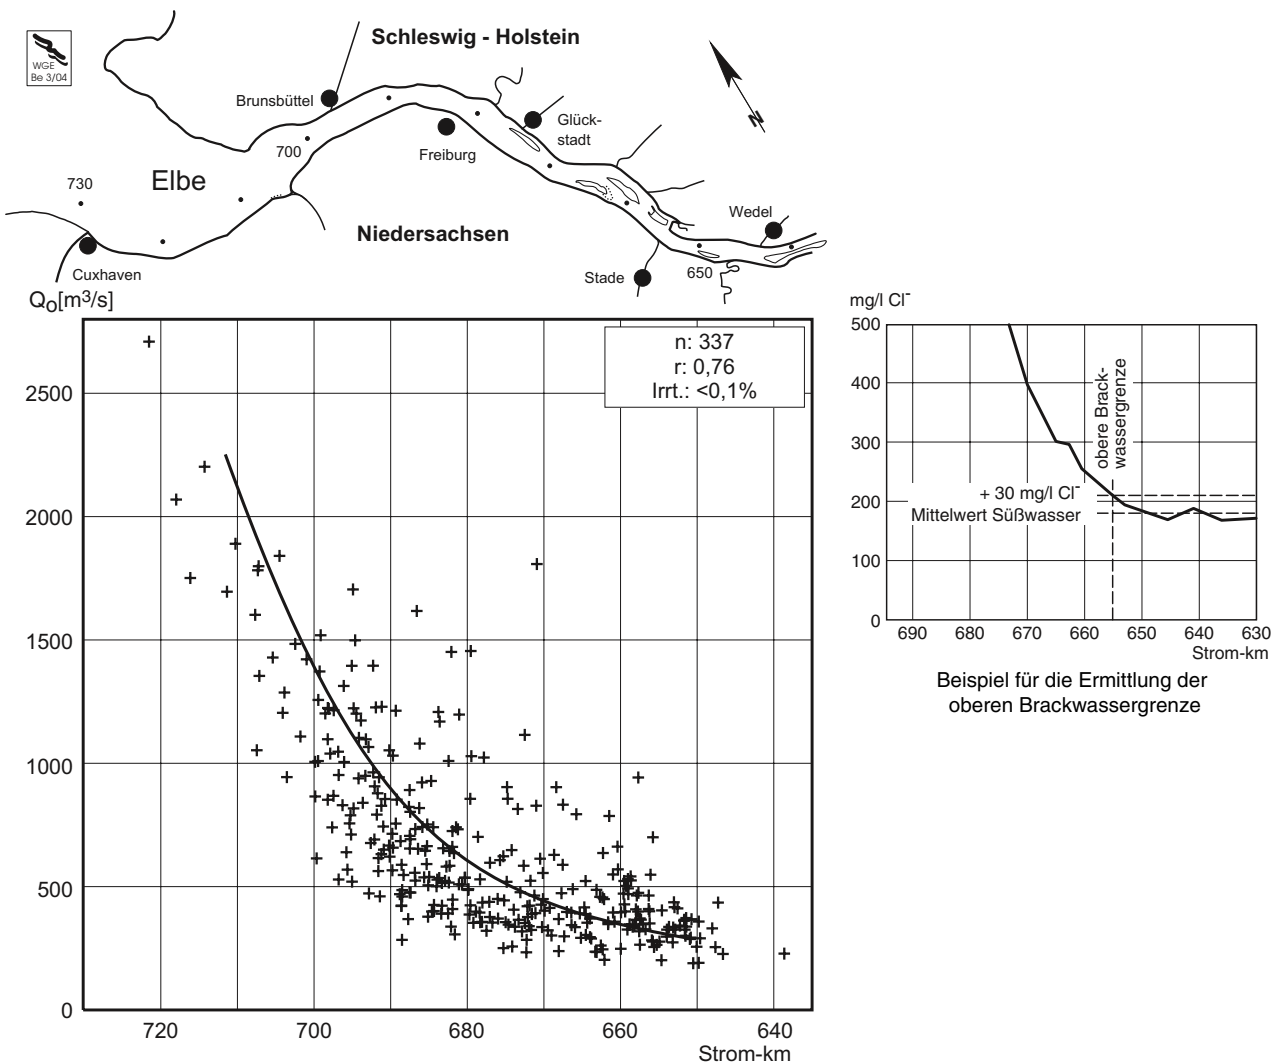 WGE
Be 3/04
Schleswig - Holstein
Brunsbüttel
Glück-
stadt
Freiburg
700
730
Elbe
Niedersachsen
Wedel
Cuxhaven
Stade
650
N
Qo[m³/s]
n: 337
r: 0,76
Irrt.: <0,1%
2500
2000
1500
1000
500
0
720 700 680 660 640
Strom-km
mg/l Cl⁻
500
400
300
200
100
0
obere Brack-
wassergrenze
+ 30 mg/l Cl⁻
Mittelwert Süßwasser
690 680 670 660 650 640 630
Strom-km
Beispiel für die Ermittlung der
oberen Brackwassergrenze